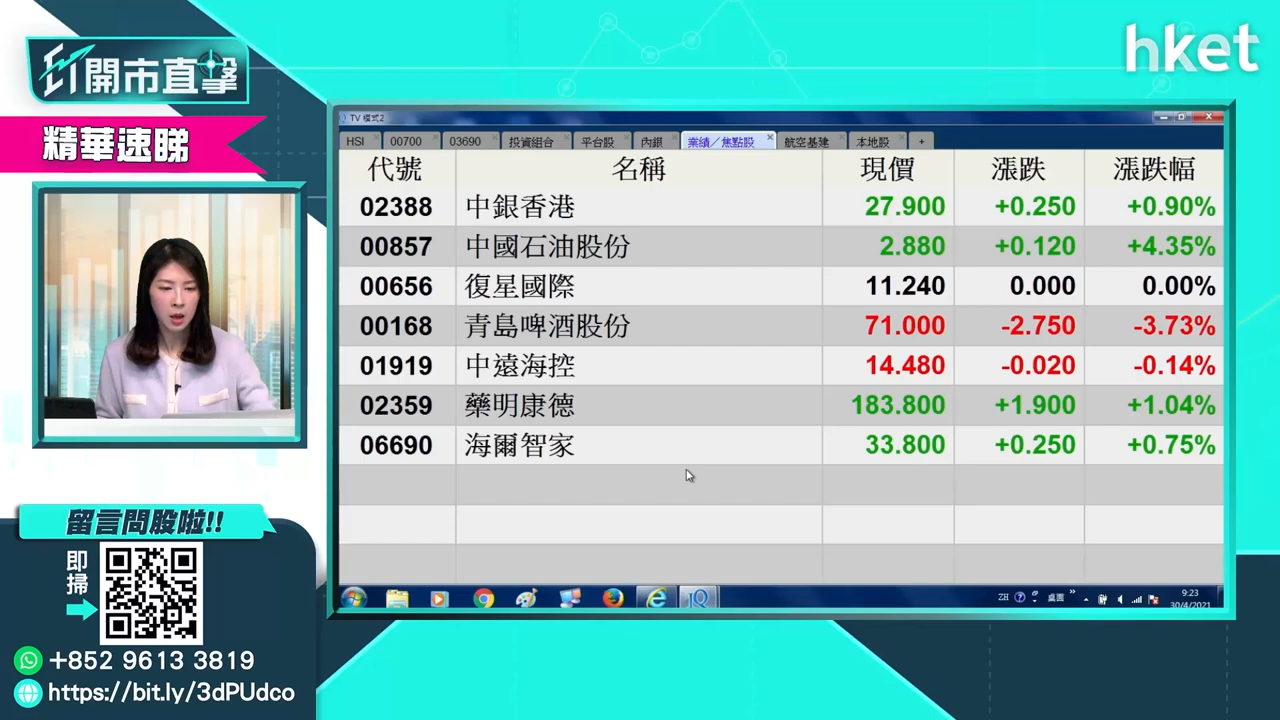 ET開市直擊
hket
精華速睇
TV 模式2
HSI 00700 03690 投資組合 平台股 內銀 業績／焦點股 航空基建 本地股 +
代號 名稱 現價 漲跌 漲跌幅
02388 中銀香港 27.900 +0.250 +0.90%
00857 中國石油股份 2.880 +0.120 +4.35%
00656 復星國際 11.240 0.000 0.00%
00168 青島啤酒股份 71.000 -2.750 -3.73%
01919 中遠海控 14.480 -0.020 -0.14%
02359 藥明康德 183.800 +1.900 +1.04%
06690 海爾智家 33.800 +0.250 +0.75%
留言問股啦!!
即掃
+852 9613 3819
https://bit.ly/3dPUdco
ZH 桌面 9:23
30/4/2021